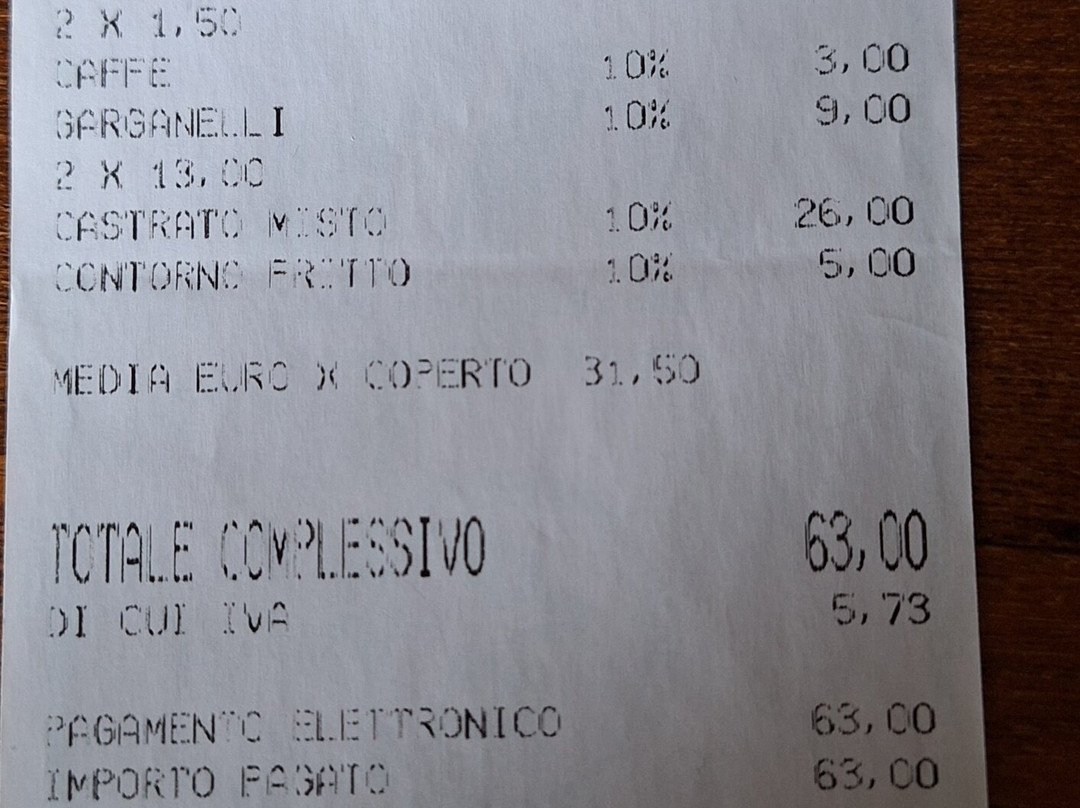 2 X 1,50
CAFFE 10% 3,00
GARGANELLI 10% 9,00
2 X 13,00
CASTRATO MISTO 10% 26,00
CONTORNO FRITTO 10% 5,00
MEDIA EURO X COPERTO 31,50
TOTALE COMPLESSIVO 63,00
DI CUI IVA 5,73
PAGAMENTO ELETTRONICO 63,00
IMPORTO PAGATO 63,00